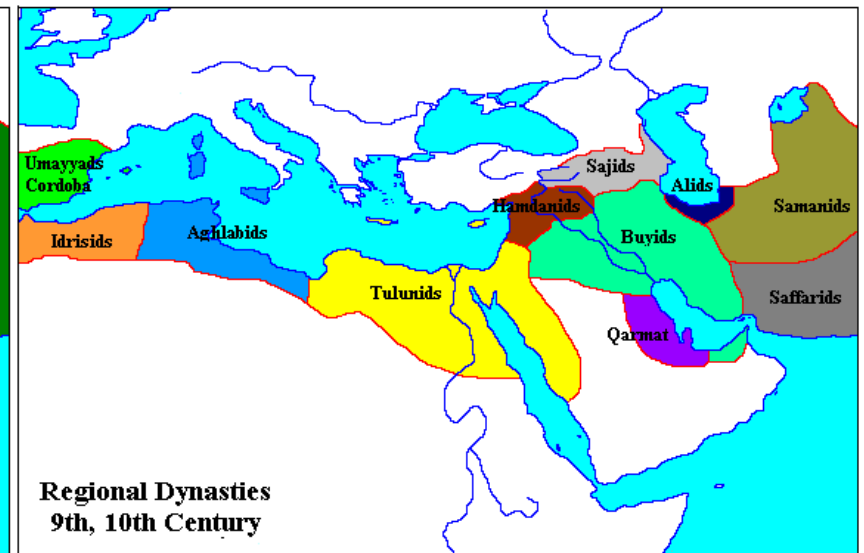 Umayyads
Cordoba
Idrisids
Aghlabids
Tulunids
Hamdanids
Sajids
Alids
Buyids
Samanids
Saffarids
Qarmat
Regional Dynasties
9th, 10th Century